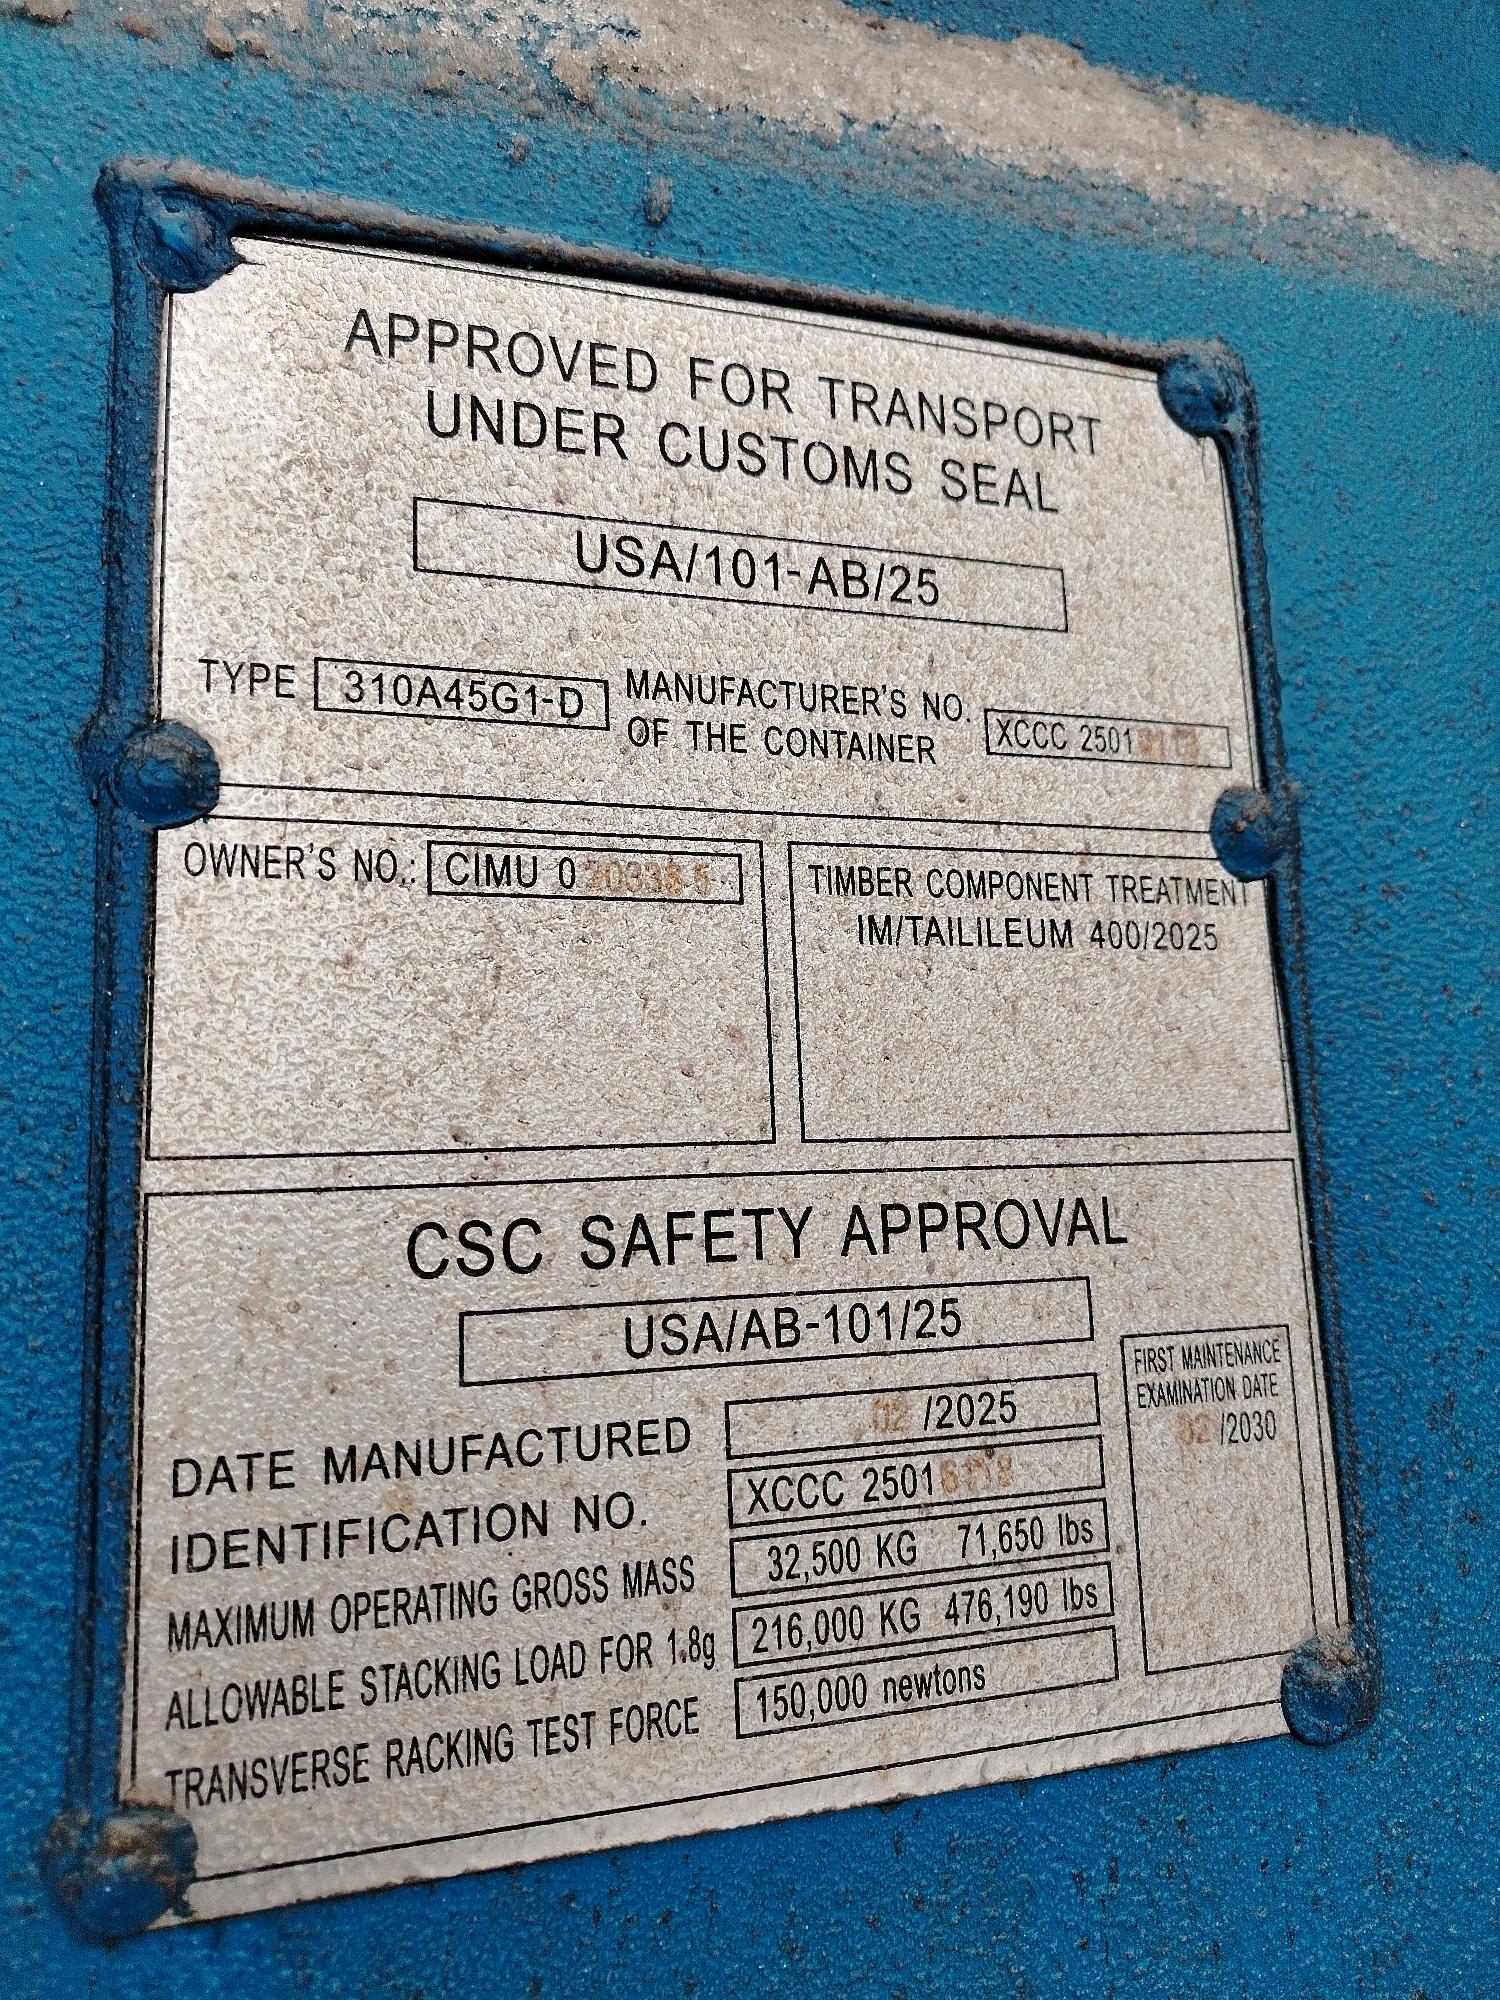 APPROVED FOR TRANSPORT
UNDER CUSTOMS SEAL
USA/101-AB/25
TYPE 310A45G1-D MANUFACTURER'S NO.
OF THE CONTAINER XCCC 2501
OWNER'S NO.: CIMU 0
TIMBER COMPONENT TREATMENT
IM/TAILILEUM 400/2025
CSC SAFETY APPROVAL
USA/AB-101/25
DATE MANUFACTURED 02 /2025
IDENTIFICATION NO. XCCC 2501
MAXIMUM OPERATING GROSS MASS 32,500 KG 71,650 lbs
ALLOWABLE STACKING LOAD FOR 1.8g 216,000 KG 476,190 lbs
TRANSVERSE RACKING TEST FORCE 150,000 newtons
FIRST MAINTENANCE
EXAMINATION DATE
02 /2030